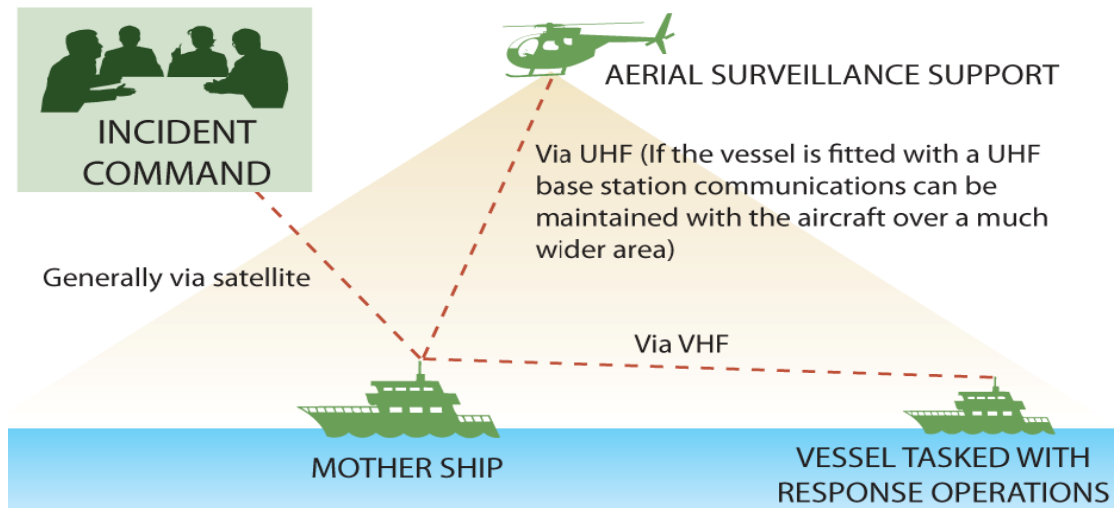 INCIDENT
COMMAND
AERIAL SURVEILLANCE SUPPORT
Via UHF (If the vessel is fitted with a UHF
base station communications can be
maintained with the aircraft over a much
wider area)
Generally via satellite
Via VHF
MOTHER SHIP
VESSEL TASKED WITH
RESPONSE OPERATIONS